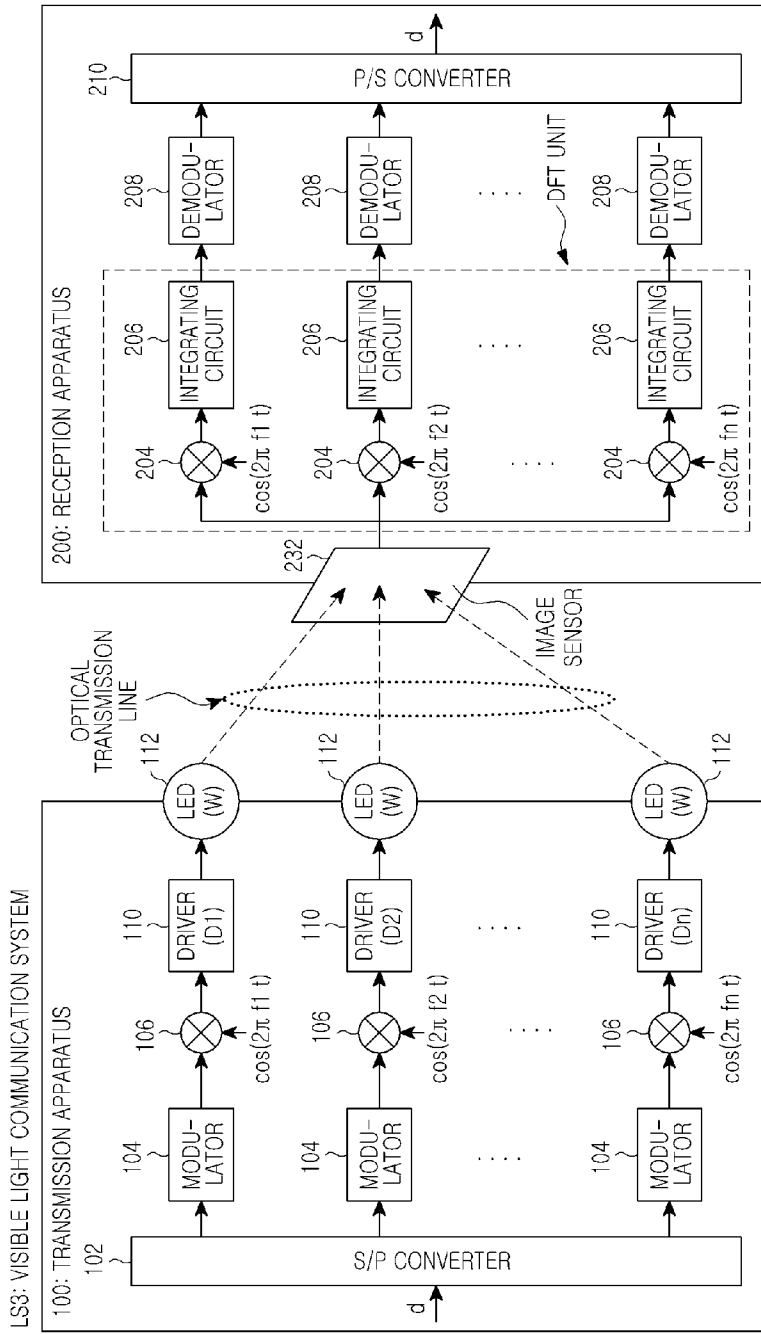 LS3: VISIBLE LIGHT COMMUNICATION SYSTEM
100: TRANSMISSION APPARATUS
d
102
S/P CONVERTER
104
MODU-
LATOR
106
cos(2π f1 t)
110
DRIVER
(D1)
112
LED
(W)
104
MODU-
LATOR
106
cos(2π f2 t)
110
DRIVER
(D2)
112
LED
(W)
. . . .
. . . .
. . . .
104
MODU-
LATOR
106
cos(2π fn t)
110
DRIVER
(Dn)
112
LED
(W)
OPTICAL
TRANSMISSION
LINE
200: RECEPTION APPARATUS
232
IMAGE
SENSOR
204
cos(2π f1 t)
206
INTEGRATING
CIRCUIT
208
DEMODU-
LATOR
204
cos(2π f2 t)
206
INTEGRATING
CIRCUIT
208
DEMODU-
LATOR
. . . .
. . . .
. . . .
DFT UNIT
204
cos(2π fn t)
206
INTEGRATING
CIRCUIT
208
DEMODU-
LATOR
210
P/S CONVERTER
d